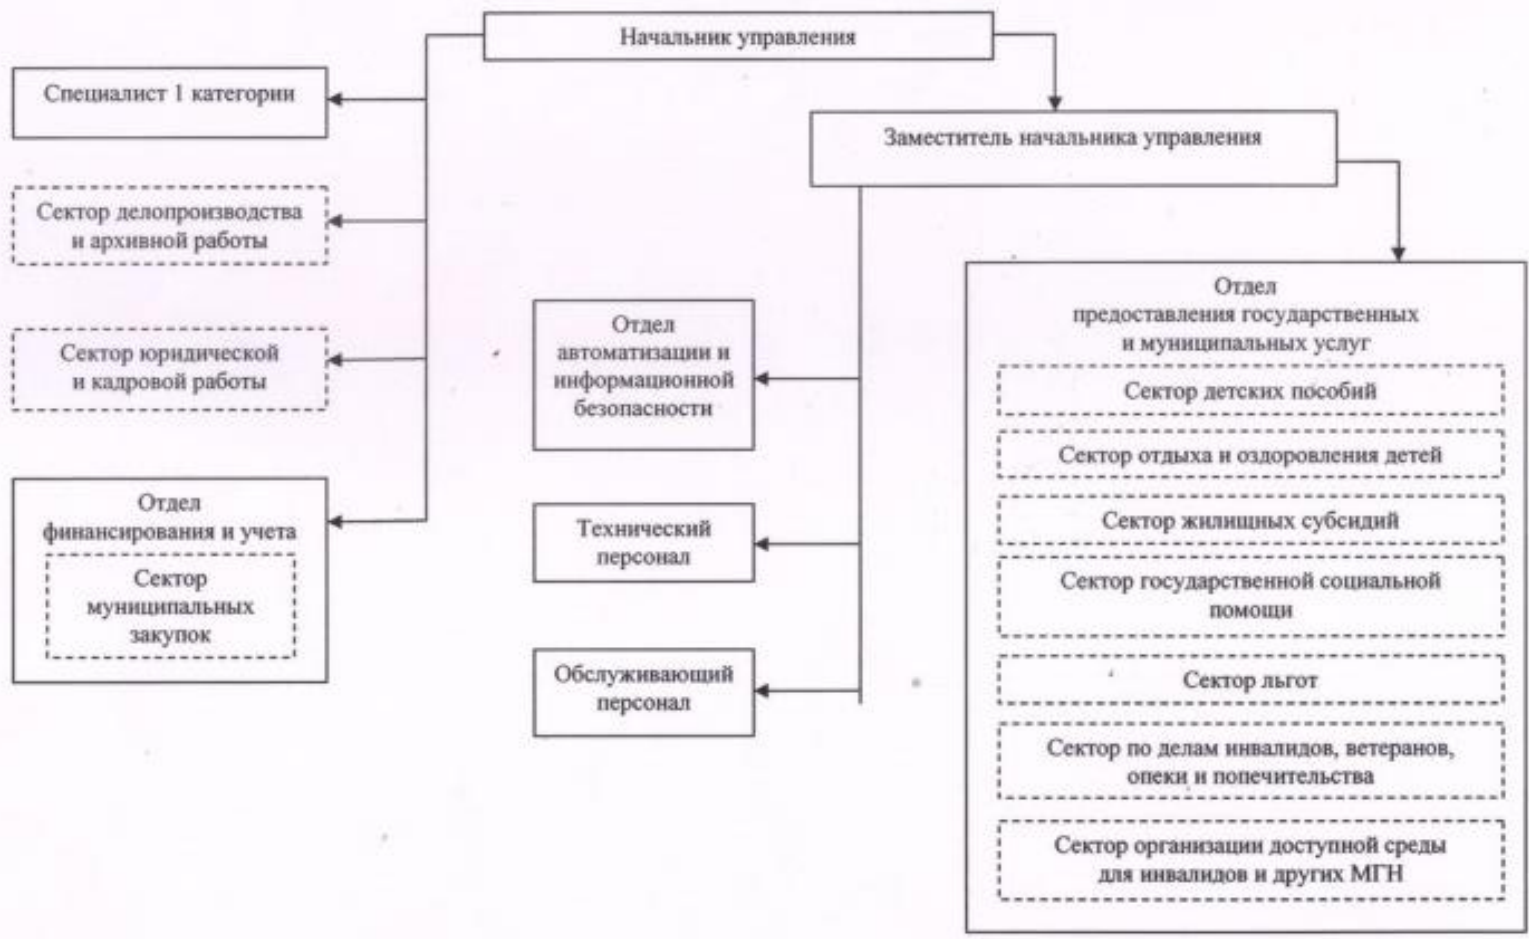 Начальник управления
Специалист 1 категории
Заместитель начальника управления
Сектор делопроизводства
и архивной работы
Сектор юридической
и кадровой работы
Отдел
финансирования и учета
Сектор
муниципальных
закупок
Отдел
автоматизации и
информационной
безопасности
Технический
персонал
Обслуживающий
персонал
Отдел
предоставления государственных
и муниципальных услуг
Сектор детских пособий
Сектор отдыха и оздоровления детей
Сектор жилищных субсидий
Сектор государственной социальной
помощи
Сектор льгот
Сектор по делам инвалидов, ветеранов,
опеки и попечительства
Сектор организации доступной среды
для инвалидов и других МГН